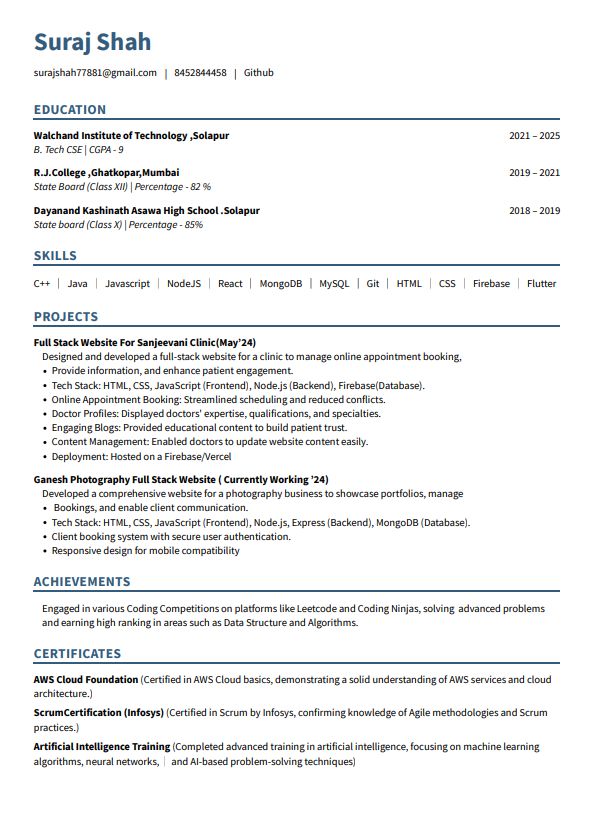 Suraj Shah
surajshah77881@gmail.com | 8452844458 | Github
EDUCATION
Walchand Institute of Technology ,Solapur 2021 – 2025
B. Tech CSE | CGPA - 9
R.J.College ,Ghatkopar,Mumbai 2019 – 2021
State Board (Class XII) | Percentage - 82 %
Dayanand Kashinath Asawa High School .Solapur 2018 – 2019
State board (Class X) | Percentage - 85%
SKILLS
C++ | Java | Javascript | NodeJS | React | MongoDB | MySQL | Git | HTML | CSS | Firebase | Flutter
PROJECTS
Full Stack Website For Sanjeevani Clinic(May'24)
Designed and developed a full-stack website for a clinic to manage online appointment booking,
• Provide information, and enhance patient engagement.
• Tech Stack: HTML, CSS, JavaScript (Frontend), Node.js (Backend), Firebase(Database).
• Online Appointment Booking: Streamlined scheduling and reduced conflicts.
• Doctor Profiles: Displayed doctors' expertise, qualifications, and specialties.
• Engaging Blogs: Provided educational content to build patient trust.
• Content Management: Enabled doctors to update website content easily.
• Deployment: Hosted on a Firebase/Vercel
Ganesh Photography Full Stack Website ( Currently Working '24)
Developed a comprehensive website for a photography business to showcase portfolios, manage
• Bookings, and enable client communication.
• Tech Stack: HTML, CSS, JavaScript (Frontend), Node.js, Express (Backend), MongoDB (Database).
• Client booking system with secure user authentication.
• Responsive design for mobile compatibility
ACHIEVEMENTS
Engaged in various Coding Competitions on platforms like Leetcode and Coding Ninjas, solving advanced problems
and earning high ranking in areas such as Data Structure and Algorithms.
CERTIFICATES
AWS Cloud Foundation (Certified in AWS Cloud basics, demonstrating a solid understanding of AWS services and cloud
architecture.)
ScrumCertification (Infosys) (Certified in Scrum by Infosys, confirming knowledge of Agile methodologies and Scrum
practices.)
Artificial Intelligence Training (Completed advanced training in artificial intelligence, focusing on machine learning
algorithms, neural networks, | and AI-based problem-solving techniques)